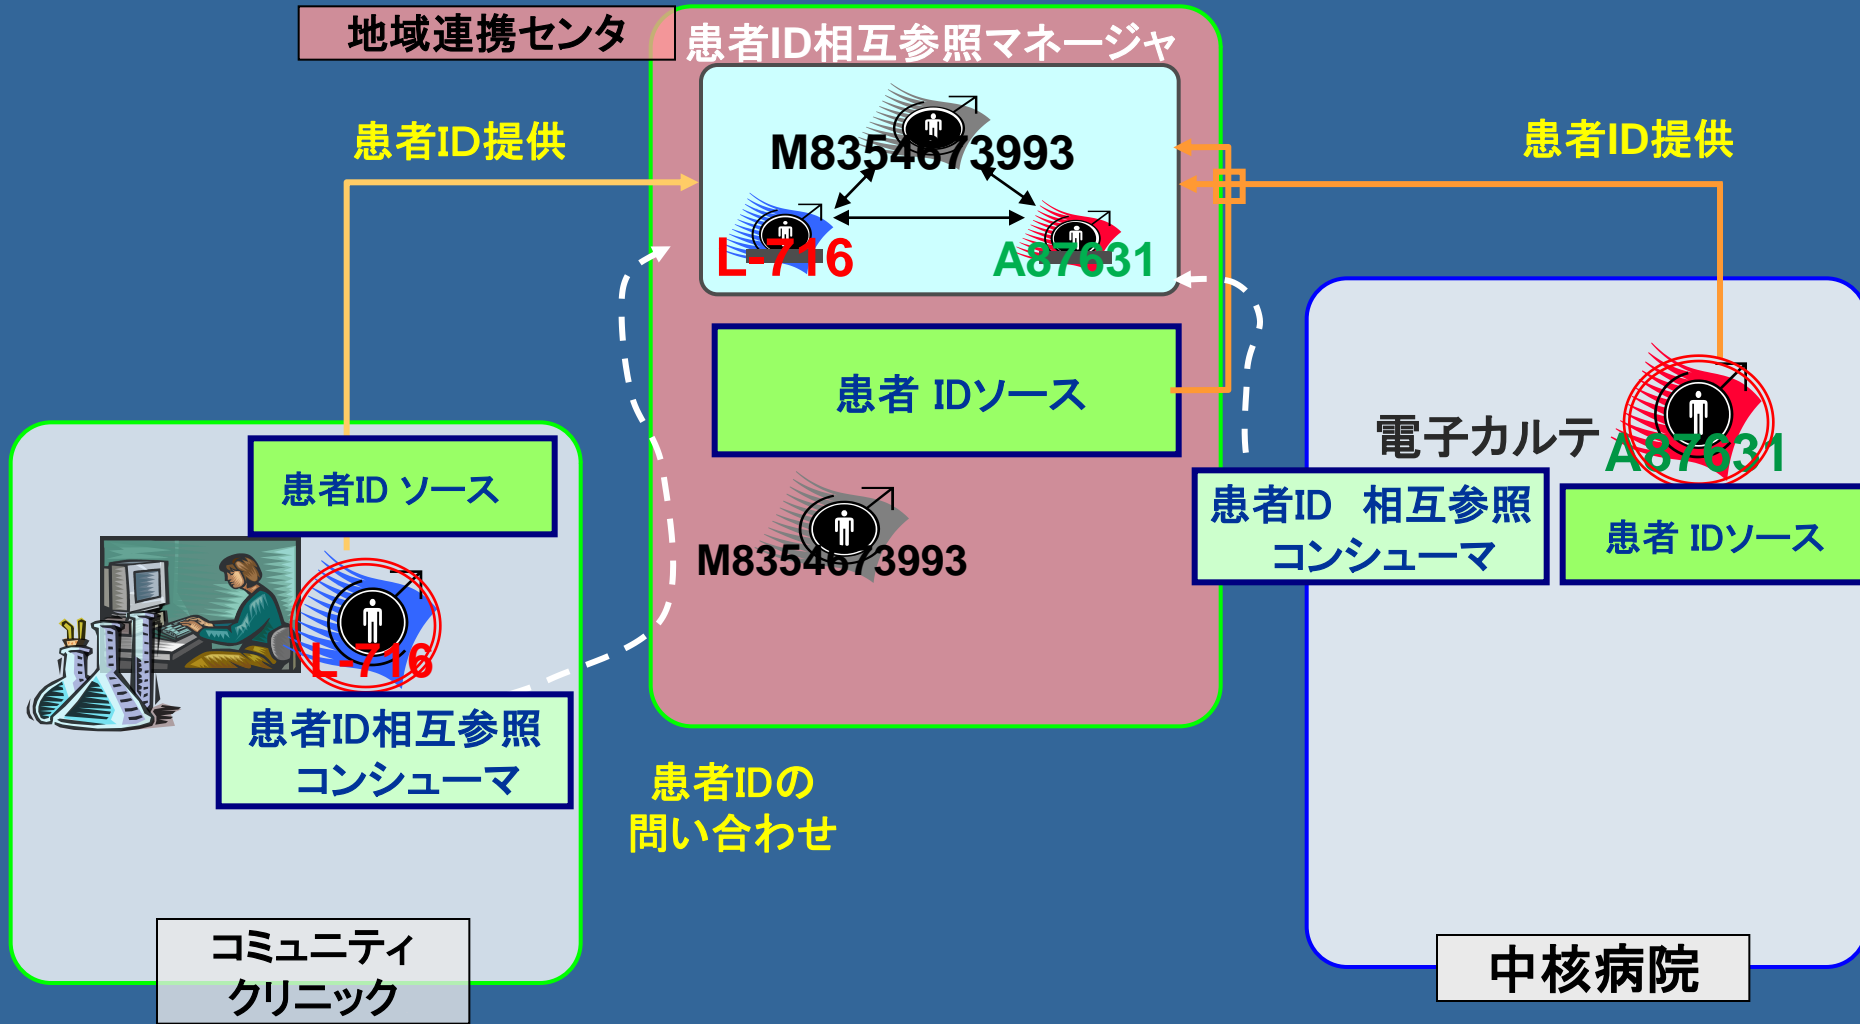 地域連携センタ
患者ID相互参照マネージャ
患者ID提供
患者ID提供
M8354673993
L-716
A87631
患者 IDソース
電子カルテ
A87631
患者ID ソース
患者ID 相互参照
コンシューマ
患者 IDソース
M8354673993
L-716
患者ID相互参照
コンシューマ
患者IDの
問い合わせ
コミュニティ
クリニック
中核病院